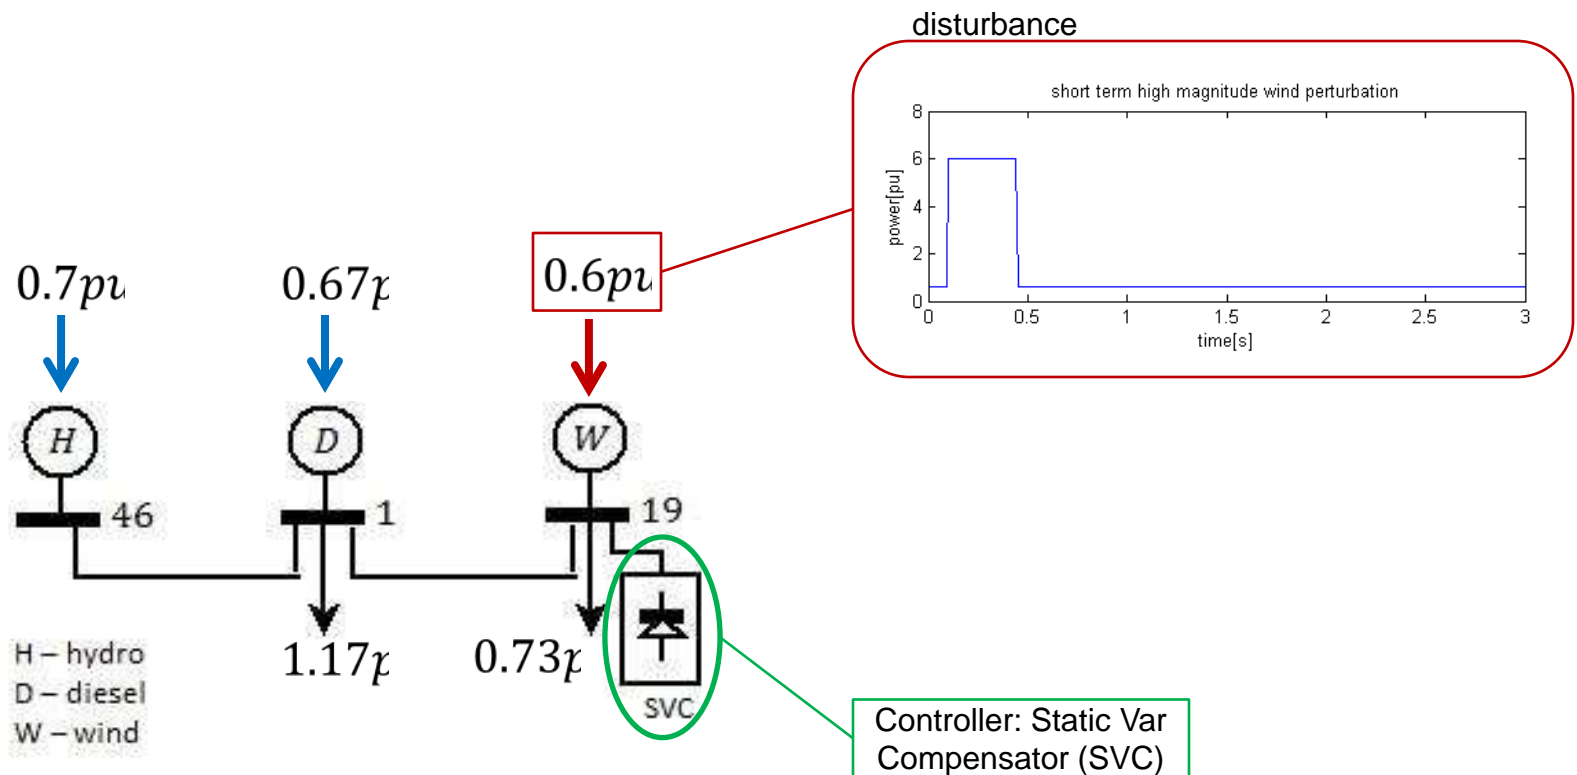 disturbance
short term high magnitude wind perturbation
8
6
4
2
0
power[pu]
0
0.5
1
1.5
2
2.5
3
time[s]
0.7pu
0.67p
0.6pu
H
D
W
46
1
19
1.17p
0.73p
SVC
H – hydro
D – diesel
W – wind
Controller: Static Var
Compensator (SVC)